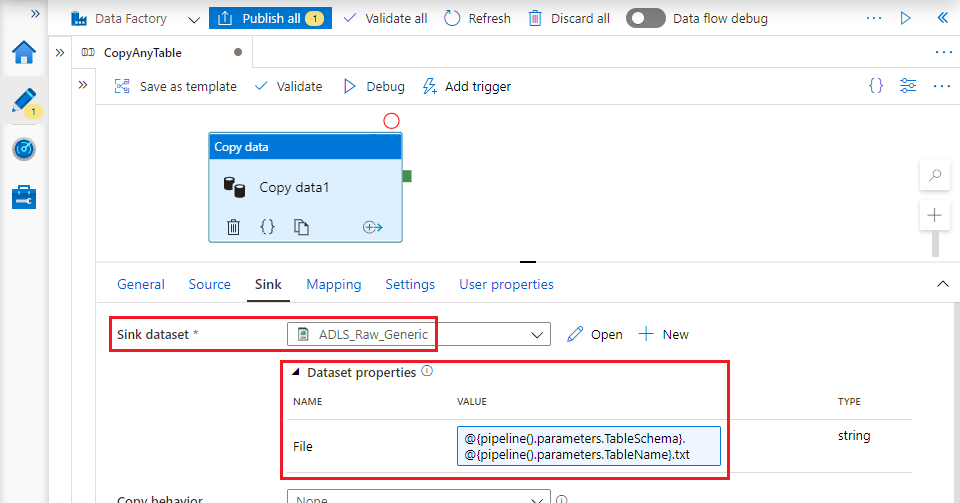 Data Factory
Publish all 1
Validate all
Refresh
Discard all
Data flow debug
CopyAnyTable
1
Save as template
Validate
Debug
Add trigger
Copy data
Copy data1
General
Source
Sink
Mapping
Settings
User properties
Sink dataset *
ADLS_Raw_Generic
Open
New
Dataset properties
NAME
VALUE
TYPE
File
@{pipeline().parameters.TableSchema}.
@{pipeline().parameters.TableName}.txt
string
Copy behavior
None